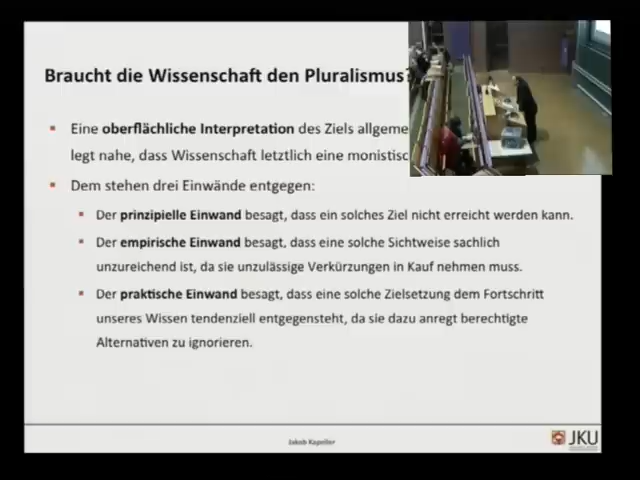 Braucht die Wissenschaft den Pluralismus?
Eine oberflächliche Interpretation des Ziels allgeme
legt nahe, dass Wissenschaft letztlich eine monistisc
Dem stehen drei Einwände entgegen:
Der prinzipielle Einwand besagt, dass ein solches Ziel nicht erreicht werden kann.
Der empirische Einwand besagt, dass eine solche Sichtweise sachlich
unzureichend ist, da sie unzulässige Verkürzungen in Kauf nehmen muss.
Der praktische Einwand besagt, dass eine solche Zielsetzung dem Fortschritt
unseres Wissen tendenziell entgegensteht, da sie dazu anregt berechtigte
Alternativen zu ignorieren.
Jakob Kapeller
JKU